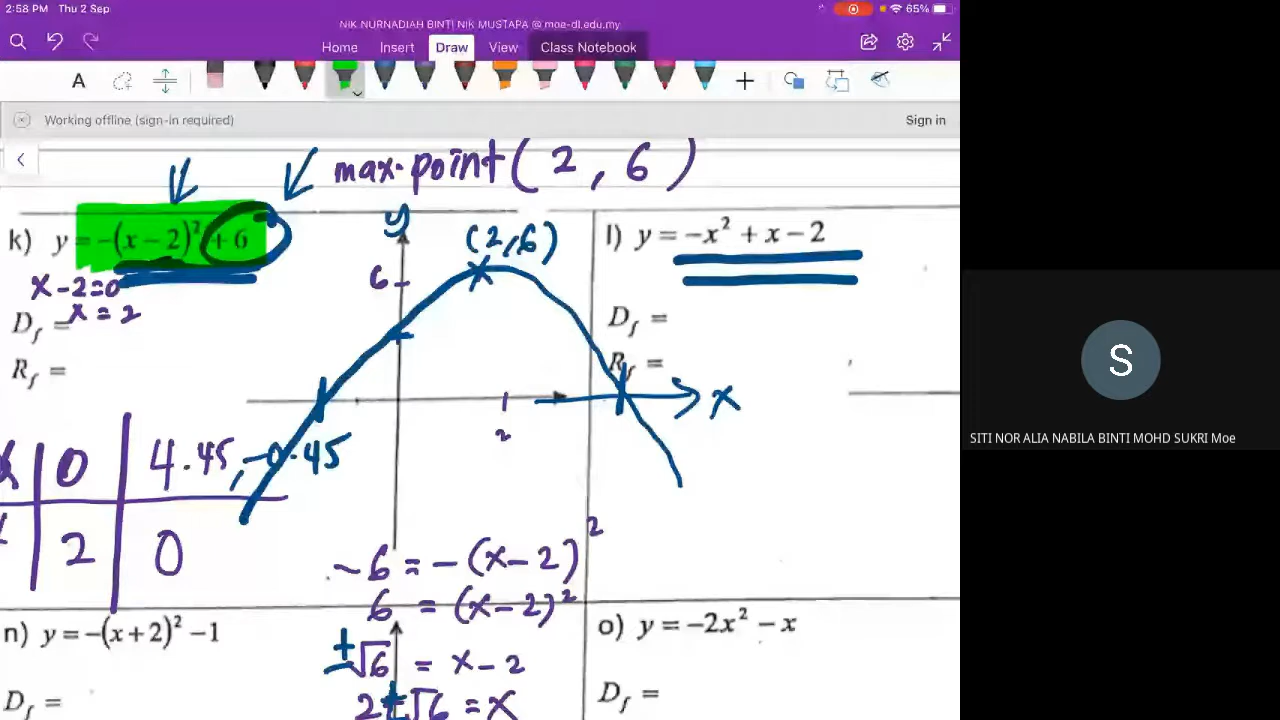 2:58 PM Thu 2 Sep
65%
NIK NURNADIAH BINTI NIK MUSTAPA @ moe-dl.edu.my
Home Insert Draw View Class Notebook
A
Working offline (sign-in required)
Sign in
max. point (2, 6)
k) y = -(x - 2)² + 6
x - 2 = 0
x = 2
D_f =
R_f =
y
(2,6)
6
x
2
x 0 4.45, -0.45
2 0
-6 = -(x - 2)²
6 = (x - 2)²
±√6 = x - 2
2 ± √6 = x
l) y = -x² + x - 2
D_f =
R_f =
n) y = -(x + 2)² - 1
D_f =
o) y = -2x² - x
D_f =
S
SITI NOR ALIA NABILA BINTI MOHD SUKRI Moe